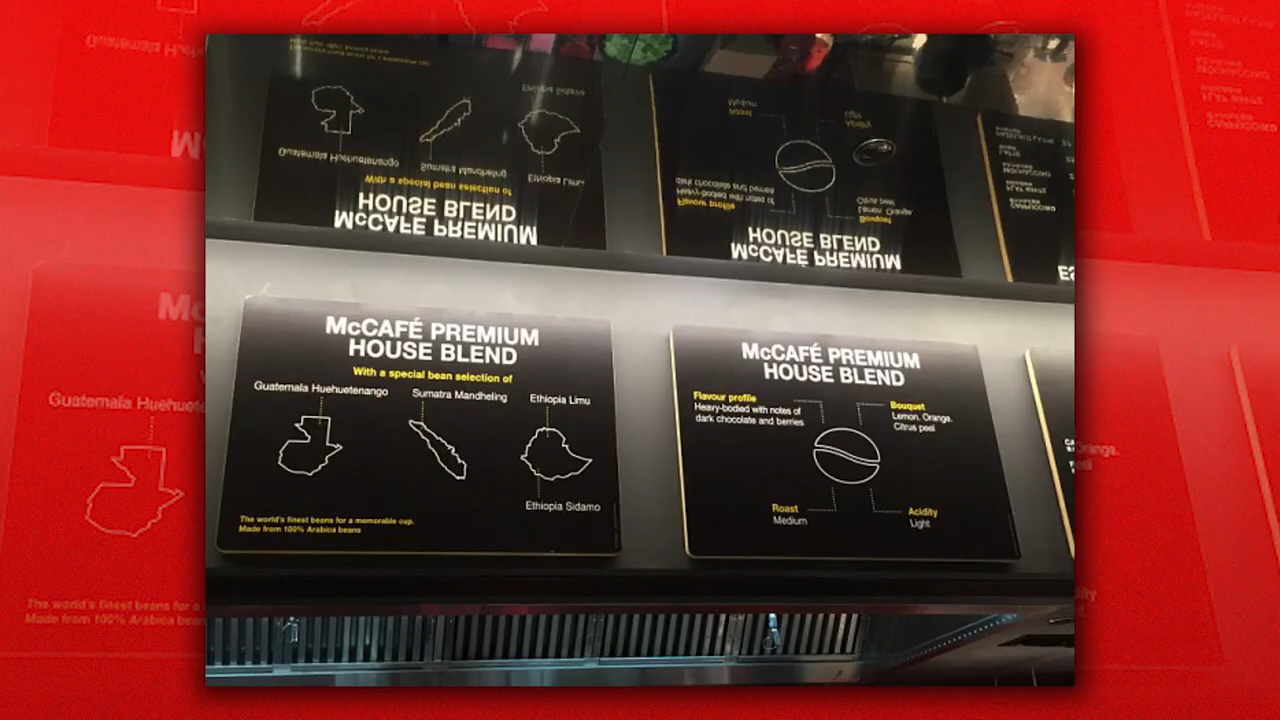 McCAFÉ PREMIUM
HOUSE BLEND
With a special bean selection of
Guatemala Huehuetenango
Sumatra Mandheling
Ethiopia Limu
Ethiopia Sidamo
The world's finest beans for a memorable cup.
Made from 100% Arabica beans
McCAFÉ PREMIUM
HOUSE BLEND
Flavour profile
Heavy-bodied with notes of
dark chocolate and berries
Bouquet
Lemon, Orange,
Citrus peel
Roast
Medium
Acidity
Light